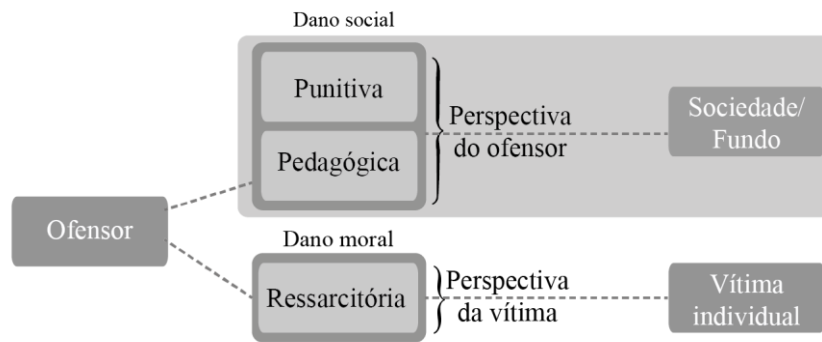 Dano social
Punitiva
Pedagógica
Perspectiva
do ofensor
Sociedade/
Fundo
Ofensor
Dano moral
Ressarcitória
Perspectiva
da vítima
Vítima
individual